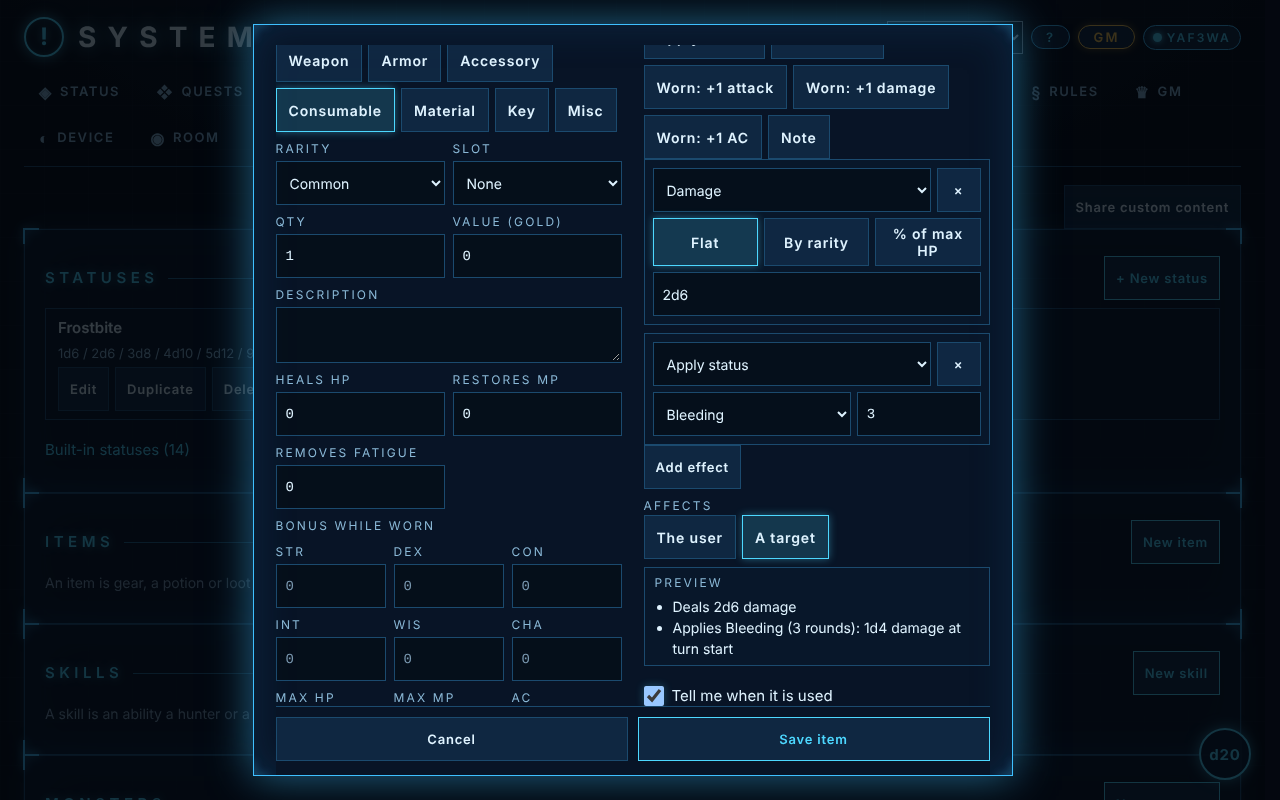 ! SYSTEM
? GM YAF3WA
STATUS QUESTS RULES GM
DEVICE ROOM
Share custom content
STATUSES
+ New status
Frostbite
1d6 / 2d6 / 3d8 / 4d10 / 5d12 / 9
Edit Duplicate Dele
Built-in statuses (14)
ITEMS
New item
An item is gear, a potion or loot
SKILLS
New skill
A skill is an ability a hunter or a
d20
Weapon Armor Accessory
Consumable Material Key Misc
RARITY SLOT
Common None
QTY VALUE (GOLD)
1 0
DESCRIPTION
HEALS HP RESTORES MP
0 0
REMOVES FATIGUE
0
BONUS WHILE WORN
STR DEX CON
0 0 0
INT WIS CHA
0 0 0
MAX HP MAX MP AC
Worn: +1 attack Worn: +1 damage
Worn: +1 AC Note
Damage ×
Flat By rarity % of max
HP
2d6
Apply status ×
Bleeding 3
Add effect
AFFECTS
The user A target
PREVIEW
• Deals 2d6 damage
• Applies Bleeding (3 rounds): 1d4 damage at
turn start
Tell me when it is used
Cancel Save item